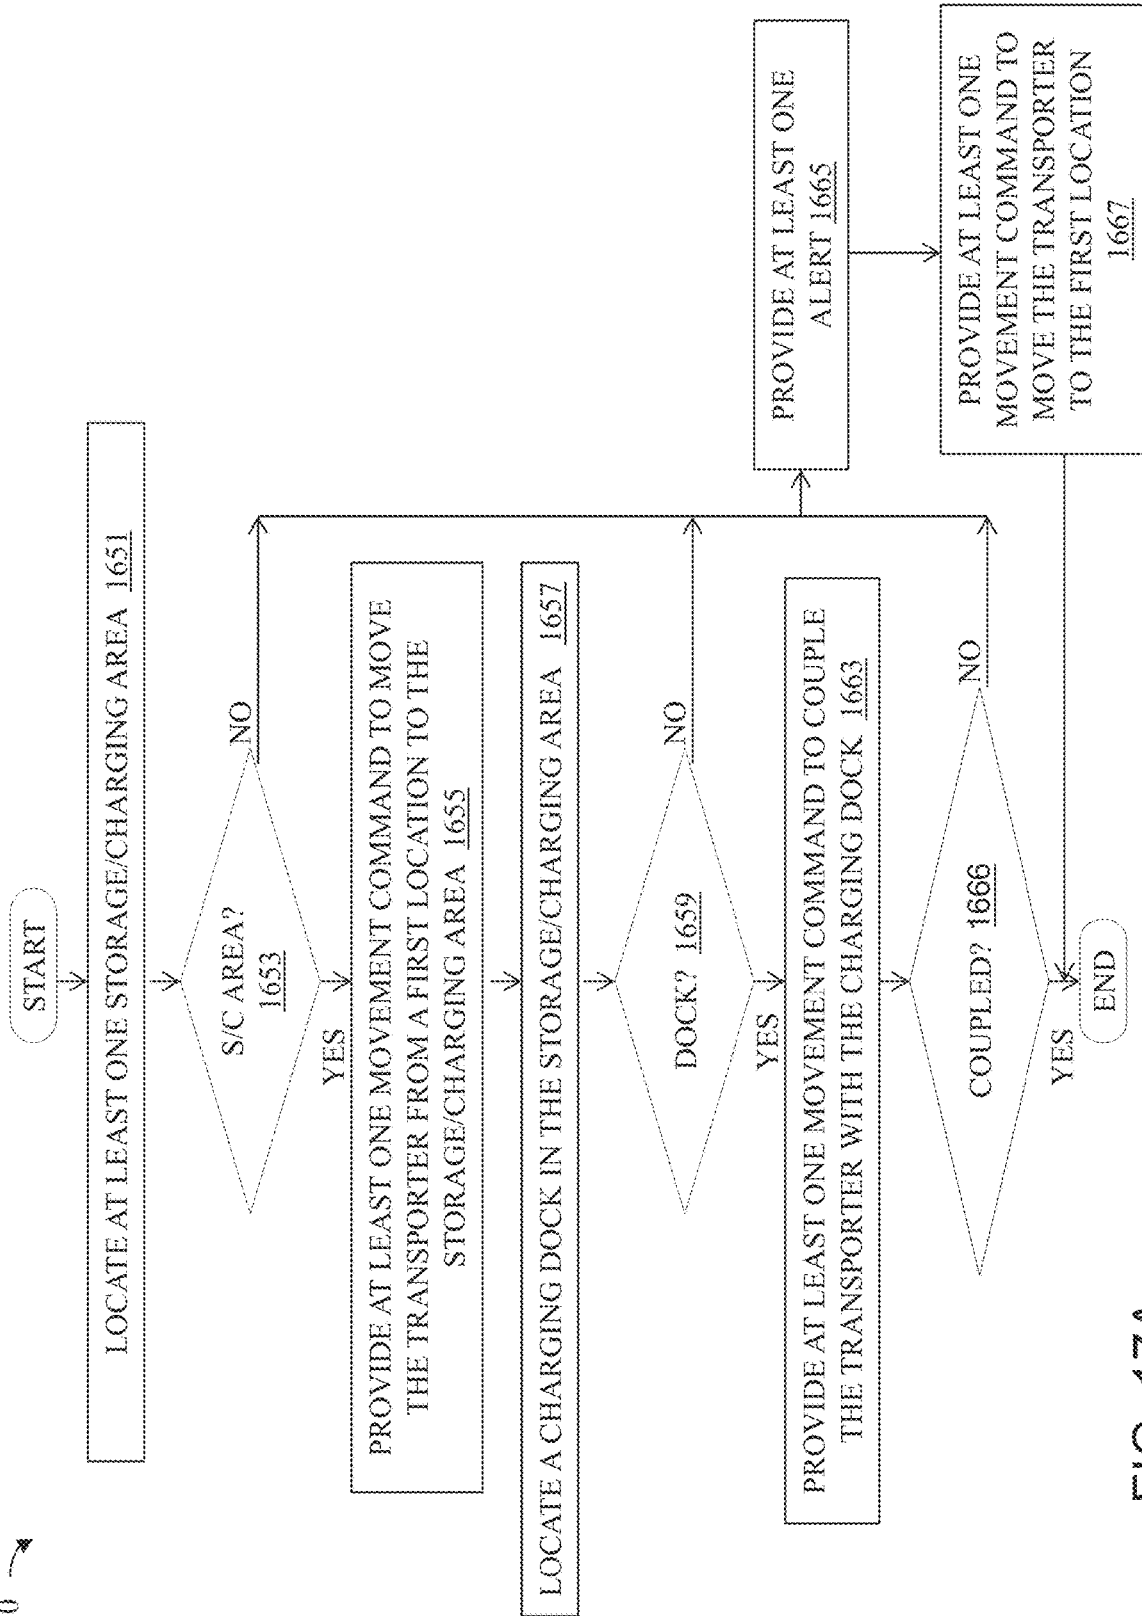 START
LOCATE AT LEAST ONE STORAGE/CHARGING AREA 1651
S/C AREA?
1653
NO
YES
PROVIDE AT LEAST ONE MOVEMENT COMMAND TO MOVE
THE TRANSPORTER FROM A FIRST LOCATION TO THE
STORAGE/CHARGING AREA 1655
LOCATE A CHARGING DOCK IN THE STORAGE/CHARGING AREA 1657
DOCK? 1659
NO
YES
PROVIDE AT LEAST ONE MOVEMENT COMMAND TO COUPLE
THE TRANSPORTER WITH THE CHARGING DOCK 1663
COUPLED? 1666
NO
YES
END
PROVIDE AT LEAST ONE
ALERT 1665
PROVIDE AT LEAST ONE
MOVEMENT COMMAND TO
MOVE THE TRANSPORTER
TO THE FIRST LOCATION
1667